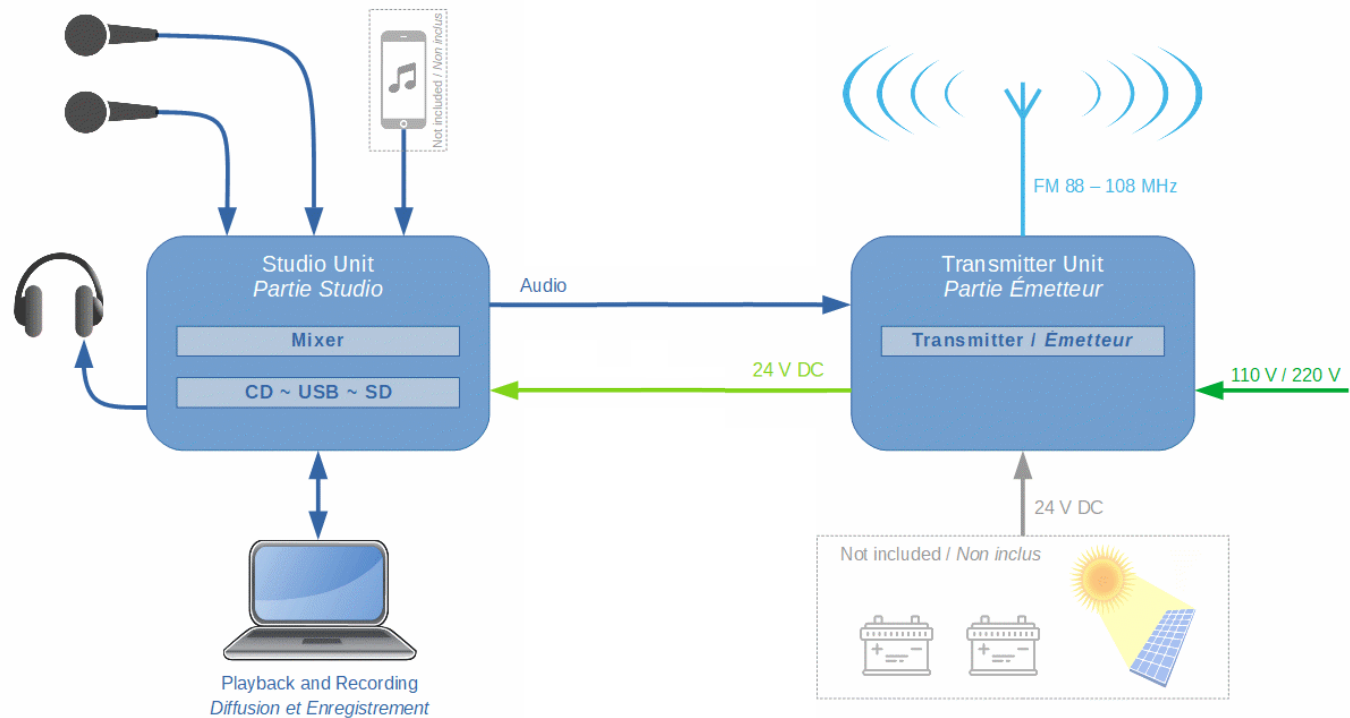 Not included / Non inclus
FM 88 – 108 MHz
Studio Unit
Partie Studio
Mixer
CD ~ USB ~ SD
Audio
24 V DC
Transmitter Unit
Partie Émetteur
Transmitter / Émetteur
110 V / 220 V
24 V DC
Not included / Non inclus
Playback and Recording
Diffusion et Enregistrement